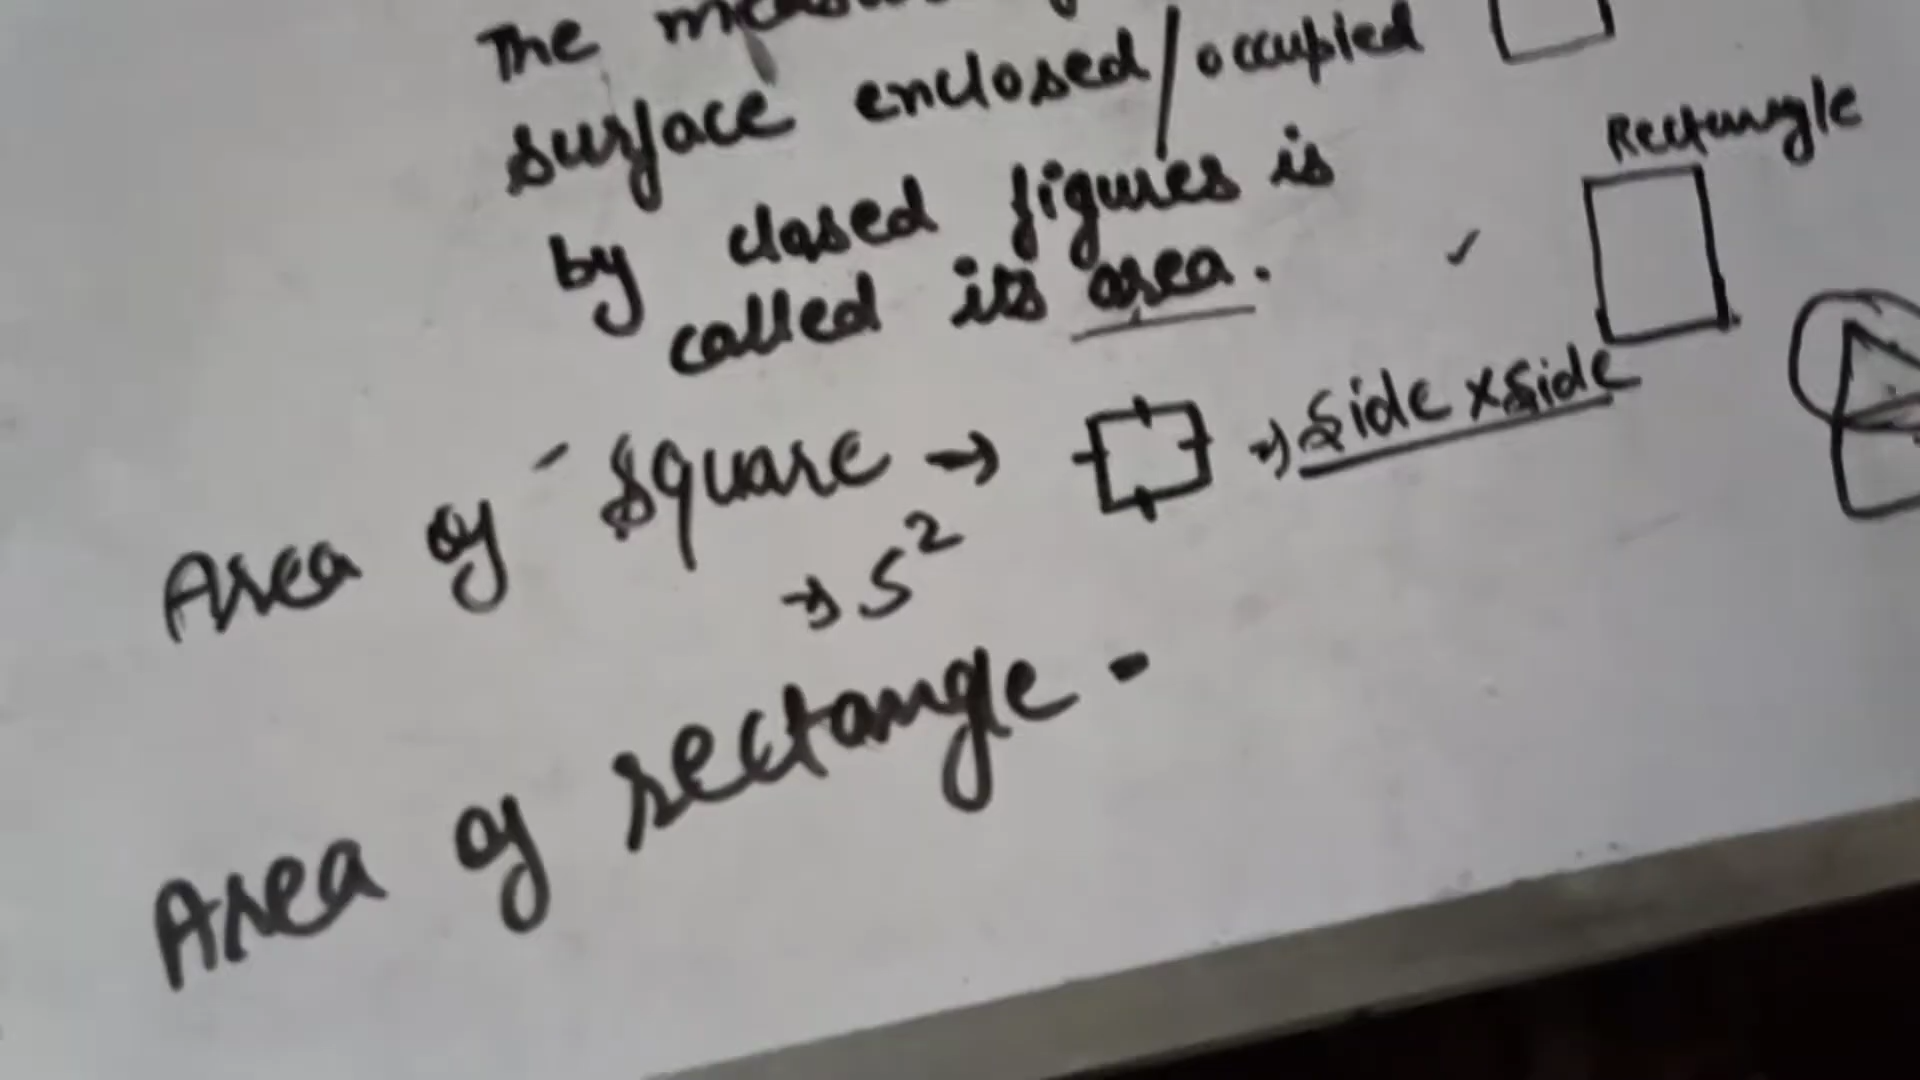 The
surface enclosed/occupied
by closed figures is
called its area.
Rectangle
Area of square → ⇒ Side x Side
→ S²
Area of rectangle -